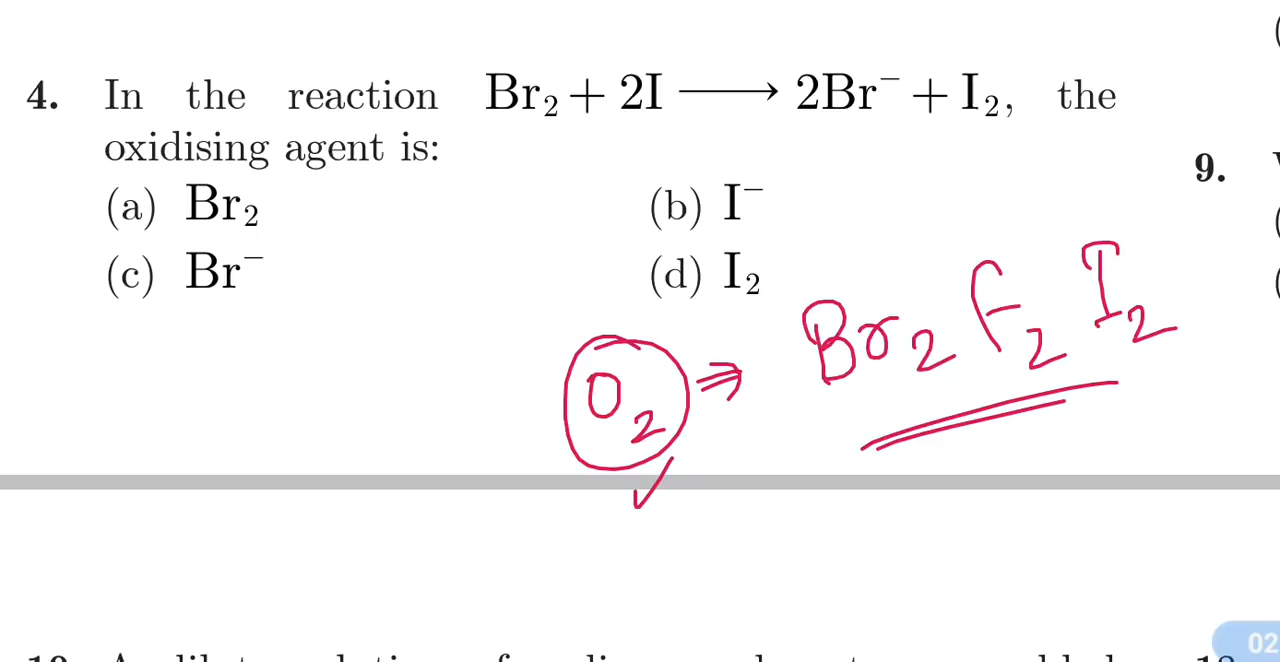 4. In the reaction Br₂ + 2I ⟶ 2Br⁻ + I₂, the
oxidising agent is:
(a) Br₂ (b) I⁻
(c) Br⁻ (d) I₂
9.
O₂ ⇒ Br₂ F₂ I₂
02